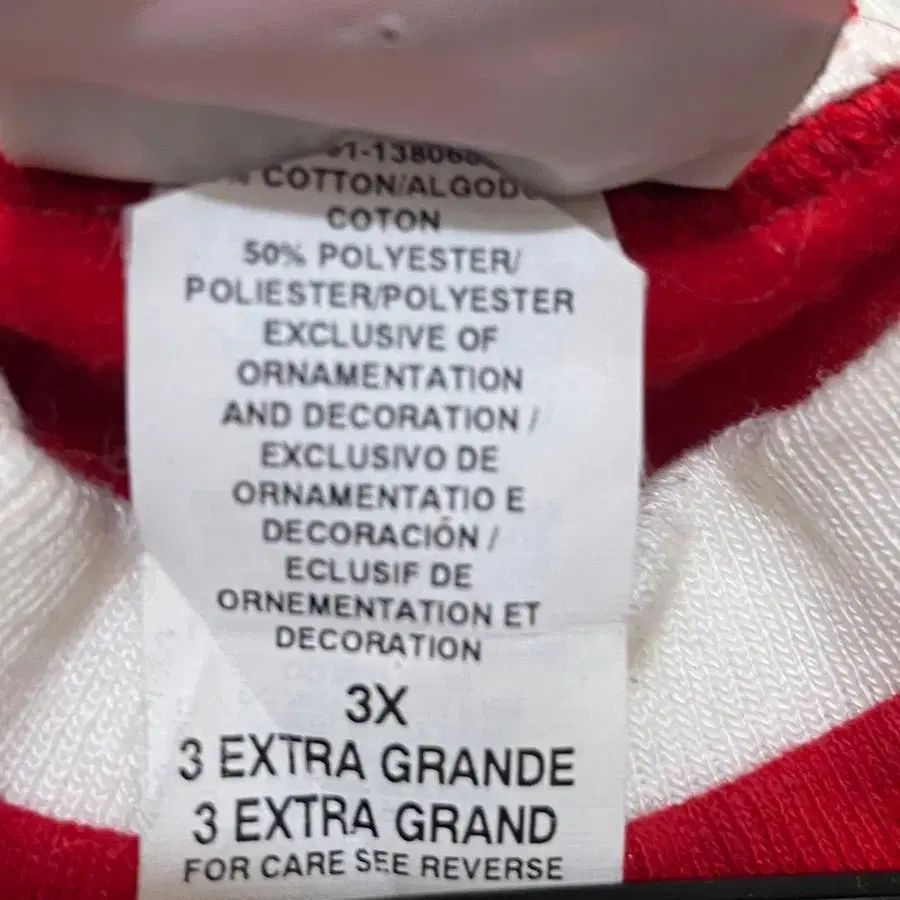 COTTON/ALGOD
COTON
50% POLYESTER/
POLIESTER/POLYESTER
EXCLUSIVE OF
ORNAMENTATION
AND DECORATION /
EXCLUSIVO DE
ORNAMENTATIO E
DECORACIÓN /
ECLUSIF DE
ORNEMENTATION ET
DECORATION
3X
3 EXTRA GRANDE
3 EXTRA GRAND
FOR CARE SEE REVERSE